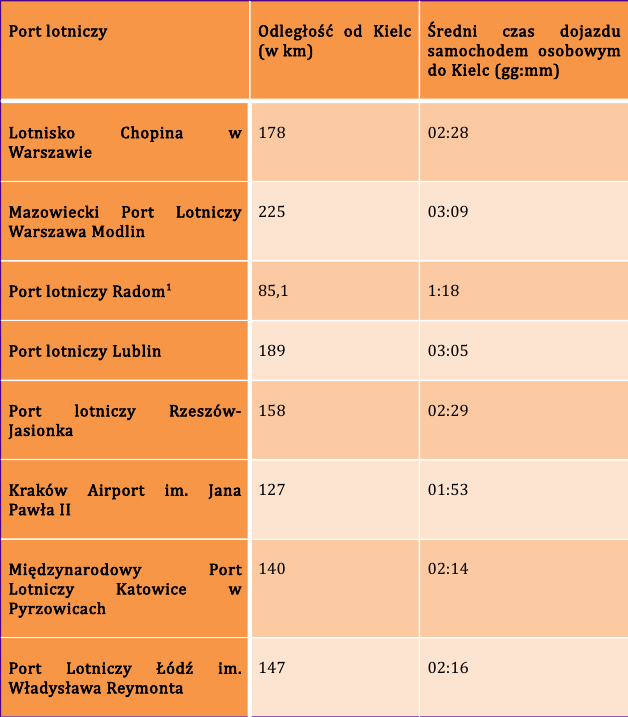 Port lotniczy
Odległość od Kielc
(w km)
Średni czas dojazdu
samochodem osobowym
do Kielc (gg:mm)
Lotnisko Chopina w
Warszawie
178
02:28
Mazowiecki Port Lotniczy
Warszawa Modlin
225
03:09
Port lotniczy Radom¹
85,1
1:18
Port lotniczy Lublin
189
03:05
Port lotniczy Rzeszów-
Jasionka
158
02:29
Kraków Airport im. Jana
Pawła II
127
01:53
Międzynarodowy Port
Lotniczy Katowice w
Pyrzowicach
140
02:14
Port Lotniczy Łódź im.
Władysława Reymonta
147
02:16